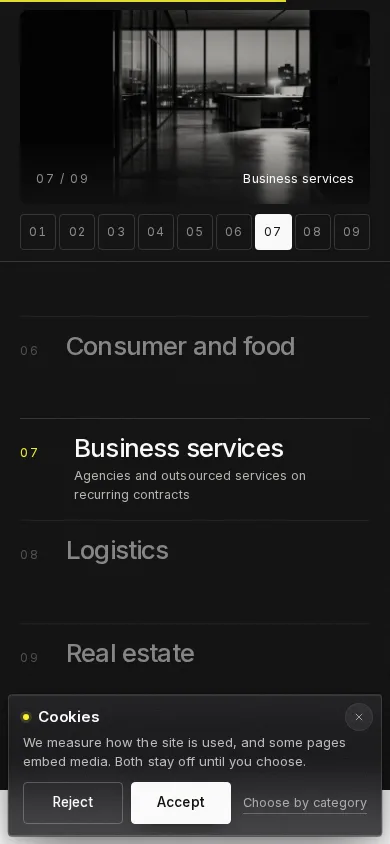 07 / 09
Business services
01 02 03 04 05 06 07 08 09
06 Consumer and food
07 Business services
Agencies and outsourced services on
recurring contracts
08 Logistics
09 Real estate
Cookies
We measure how the site is used, and some pages
embed media. Both stay off until you choose.
Reject
Accept
Choose by category